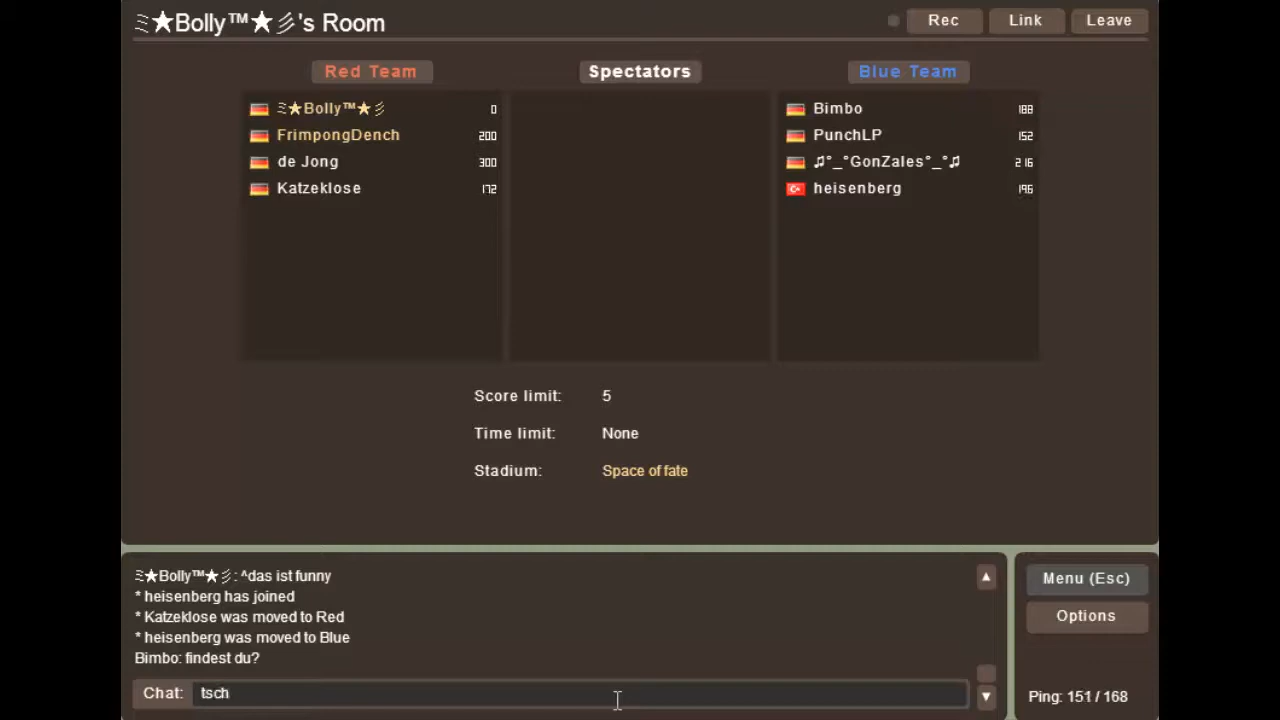 ミ★Bolly™★彡's Room
Rec
Link
Leave
Red Team
Spectators
Blue Team
ミ★Bolly™★彡 0
FrimpongDench 200
de Jong 300
Katzeklose 172
Bimbo 188
PunchLP 152
♫°_°GonZales°_°♫ 216
heisenberg 196
Score limit: 5
Time limit: None
Stadium: Space of fate
ミ★Bolly™★彡: ^das ist funny
* heisenberg has joined
* Katzeklose was moved to Red
* heisenberg was moved to Blue
Bimbo: findest du?
Chat: tsch
Menu (Esc)
Options
Ping: 151 / 168